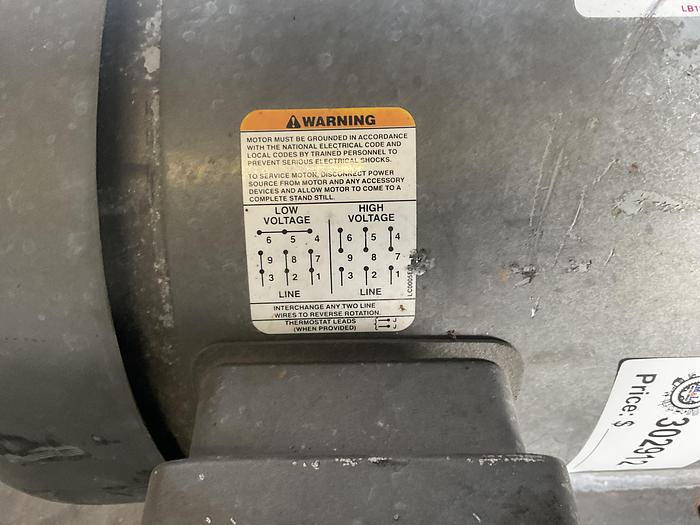 LB1
WARNING
MOTOR MUST BE GROUNDED IN ACCORDANCE
WITH THE NATIONAL ELECTRICAL CODE AND
LOCAL CODES BY TRAINED PERSONNEL TO
PREVENT SERIOUS ELECTRICAL SHOCKS.
TO SERVICE MOTOR, DISCONNECT POWER
SOURCE FROM MOTOR AND ANY ACCESSORY
DEVICES AND ALLOW MOTOR TO COME TO A
COMPLETE STAND STILL.
LOW
VOLTAGE
6 5 4
9 8 7
3 2 1
LINE
HIGH
VOLTAGE
6 5 4
9 8 7
3 2 1
LINE
INTERCHANGE ANY TWO LINE
WIRES TO REVERSE ROTATION.
THERMOSTAT LEADS
(WHEN PROVIDED)
J
J
302912
Price: $